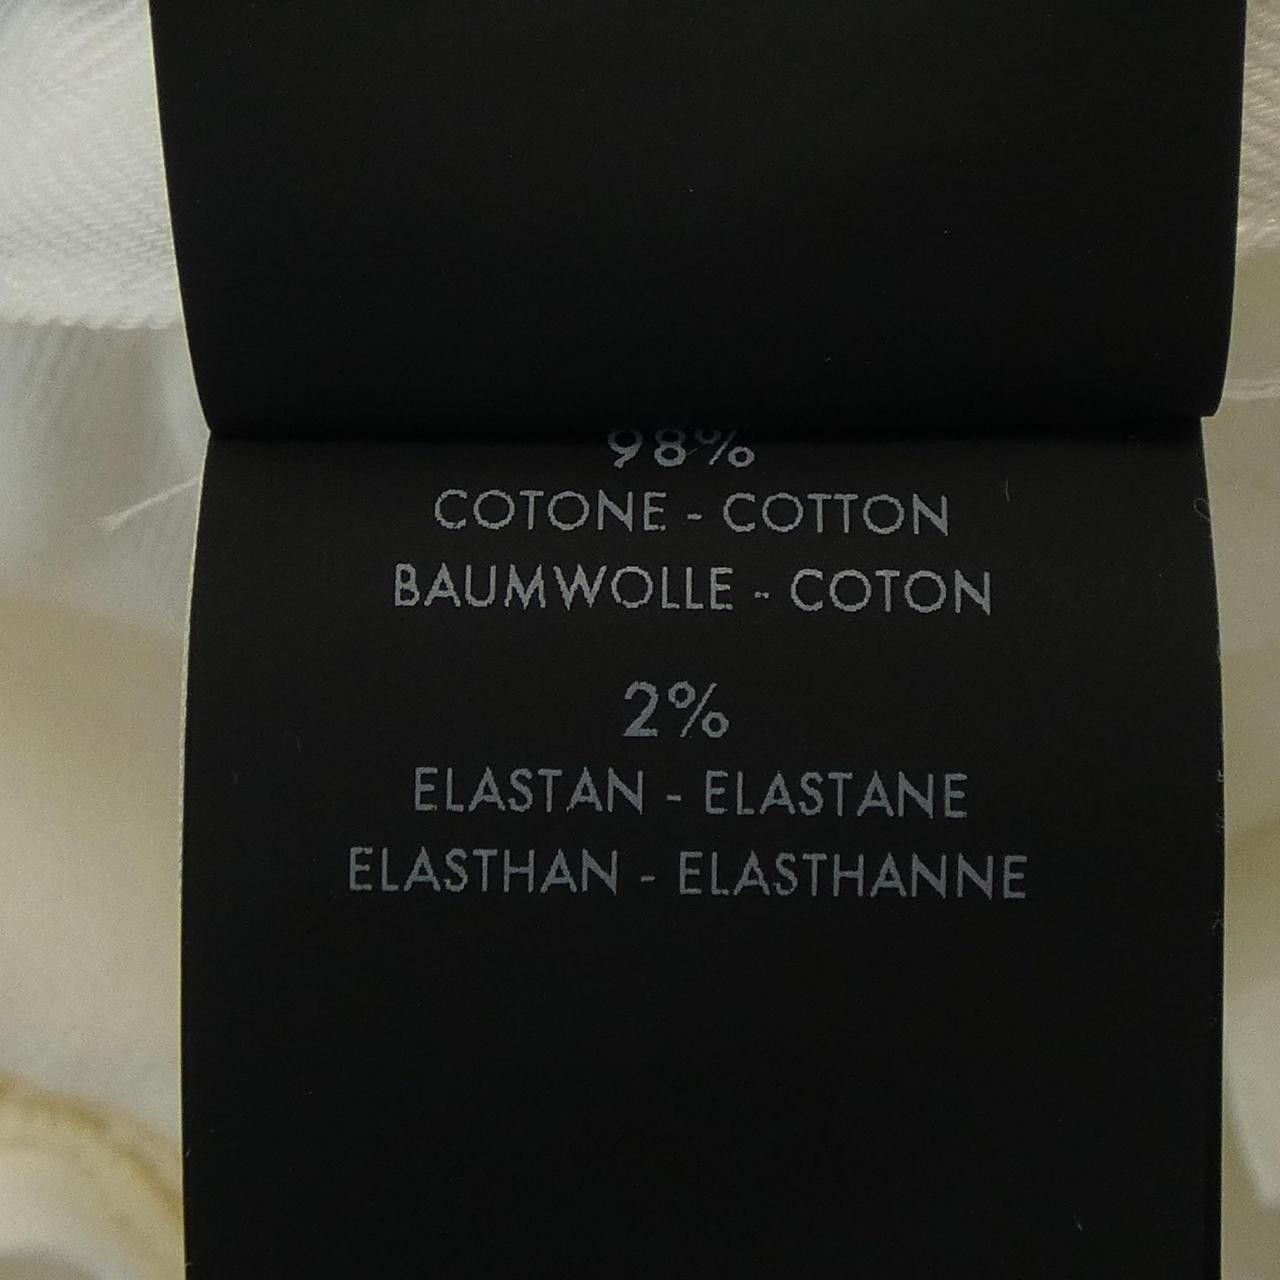 98%
COTONE - COTTON
BAUMWOLLE - COTON
2%
ELASTAN - ELASTANE
ELASTHAN - ELASTHANNE